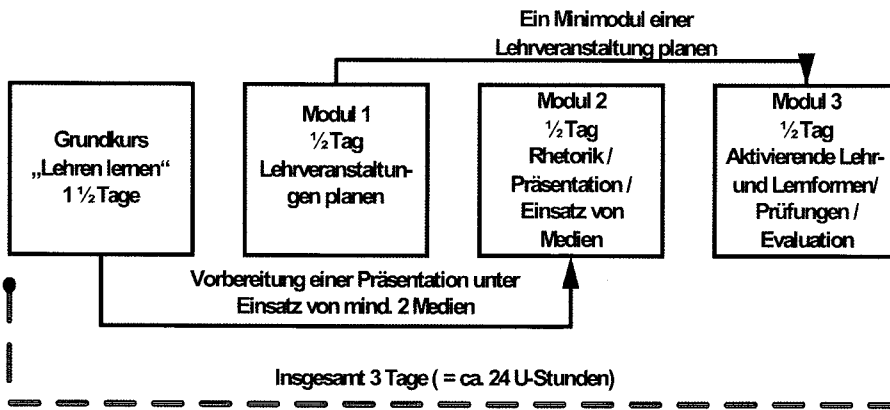 Ein Minimodul einer
Lehrveranstaltung planen
Grundkurs
„Lehren lernen“
1 ½ Tage
Modul 1
½ Tag
Lehrveranstaltun-
gen planen
Modul 2
½ Tag
Rhetorik /
Präsentation /
Einsatz von
Medien
Modul 3
½ Tag
Aktivierende Lehr-
und Lernformen/
Prüfungen /
Evaluation
Vorbereitung einer Präsentation unter
Einsatz von mind. 2 Medien
Insgesamt 3 Tage ( = ca. 24 U-Stunden)